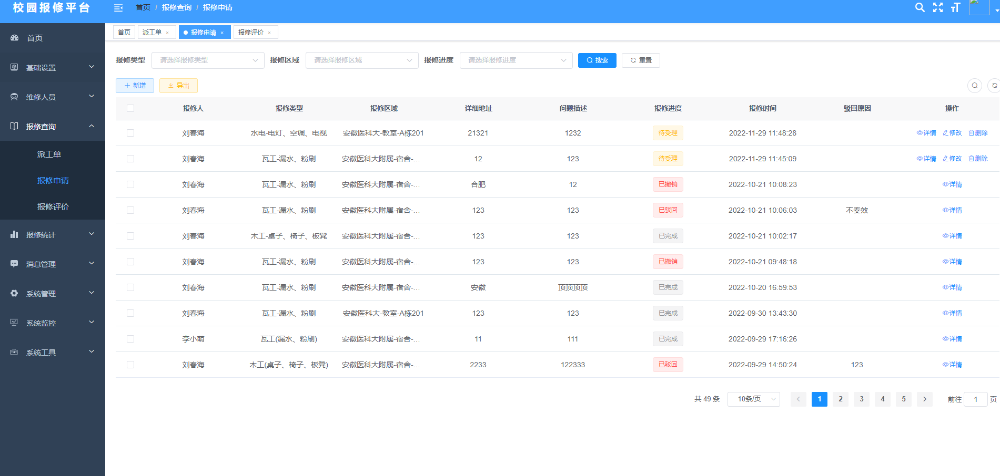 校园报修平台
首页 / 报修查询 / 报修申请
首页
基础设置
维修人员
报修查询
派工单
报修申请
报修评价
报修统计
消息管理
系统管理
系统监控
系统工具
首页 派工单 × 报修申请 × 报修评价 ×
报修类型 请选择报修类型 报修区域 请选择报修区域 报修进度 请选择报修进度 搜索 重置
新增 导出
报修人 报修类型 报修区域 详细地址 问题描述 报修进度 报修时间 驳回原因 操作
刘春海 水电-电灯、空调、电视 安徽医科大-教室-A栋201 21321 1232 待受理 2022-11-29 11:48:28 详情 修改 删除
刘春海 瓦工-漏水、粉刷 安徽医科大附属-宿舍-... 12 123 待受理 2022-11-29 11:45:09 详情 修改 删除
刘春海 瓦工-漏水、粉刷 安徽医科大附属-宿舍-... 合肥 12 已撤销 2022-10-21 10:08:23 详情
刘春海 瓦工-漏水、粉刷 安徽医科大附属-宿舍-... 123 123 已驳回 2022-10-21 10:06:03 不奏效 详情
刘春海 木工-桌子、椅子、板凳 安徽医科大附属-宿舍-... 123 123 已完成 2022-10-21 10:02:17 详情
刘春海 瓦工-漏水、粉刷 安徽医科大附属-宿舍-... 123 123 已撤销 2022-10-21 09:48:18 详情
刘春海 瓦工-漏水、粉刷 安徽医科大附属-宿舍-... 安徽 顶顶顶顶 已完成 2022-10-20 16:59:53 详情
刘春海 瓦工-漏水、粉刷 安徽医科大-教室-A栋201 123 123 已完成 2022-09-30 13:43:30 详情
李小萌 瓦工(漏水、粉刷) 安徽医科大附属-宿舍-... 11 111 已完成 2022-09-29 17:16:26 详情
刘春海 木工(桌子、椅子、板凳) 安徽医科大附属-宿舍-... 2233 122333 已驳回 2022-09-29 14:50:24 123 详情
共 49 条 10条/页 1 2 3 4 5 前往 1 页